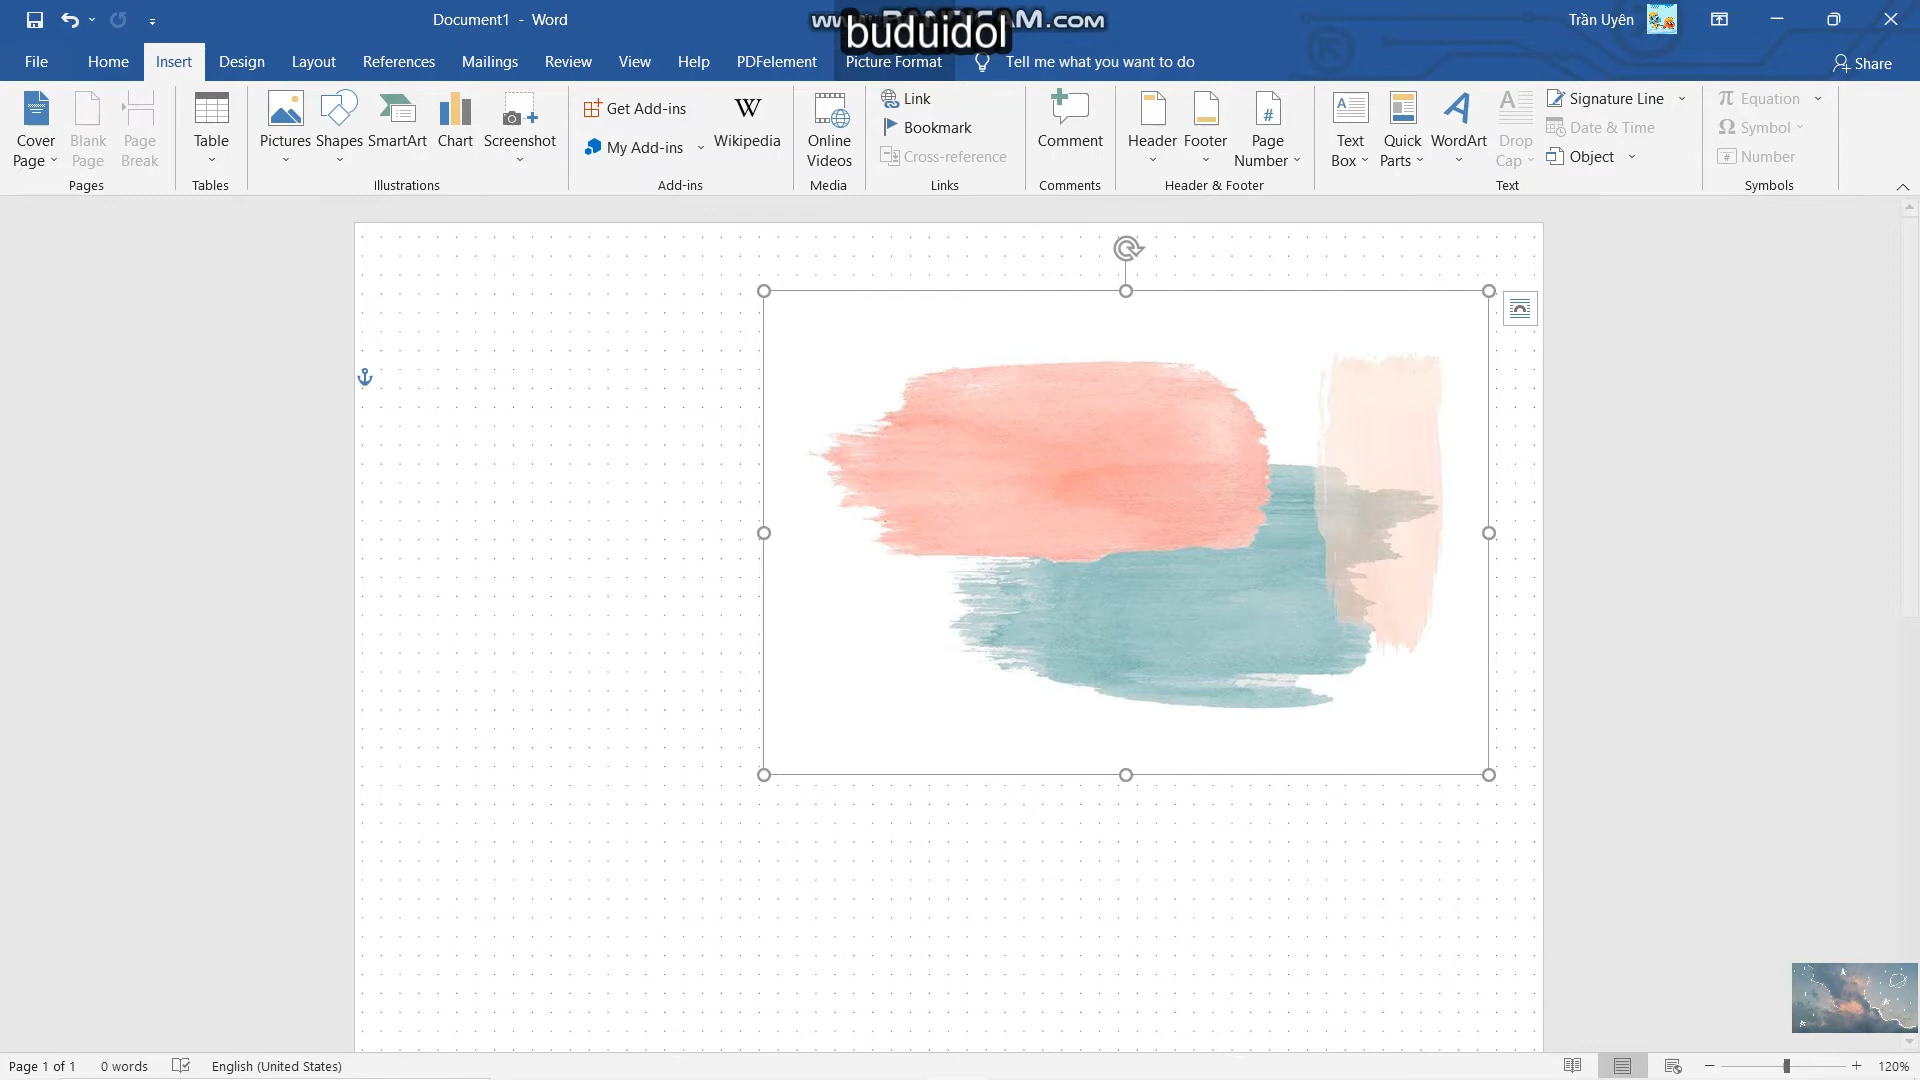 Document1 - Word
buduidol
Trần Uyên
File Home Insert Design Layout References Mailings Review View Help PDFelement Picture Format Tell me what you want to do Share
Cover Page
Blank Page
Page Break
Pages
Table
Tables
Pictures
Shapes
SmartArt
Chart
Screenshot
Illustrations
Get Add-ins
My Add-ins
Wikipedia
Add-ins
Online Videos
Media
Link
Bookmark
Cross-reference
Links
Comment
Comments
Header
Footer
Page Number
Header & Footer
Text Box
Quick Parts
WordArt
Drop Cap
Signature Line
Date & Time
Object
Text
Equation
Symbol
Number
Symbols
Page 1 of 1 0 words English (United States) 120%